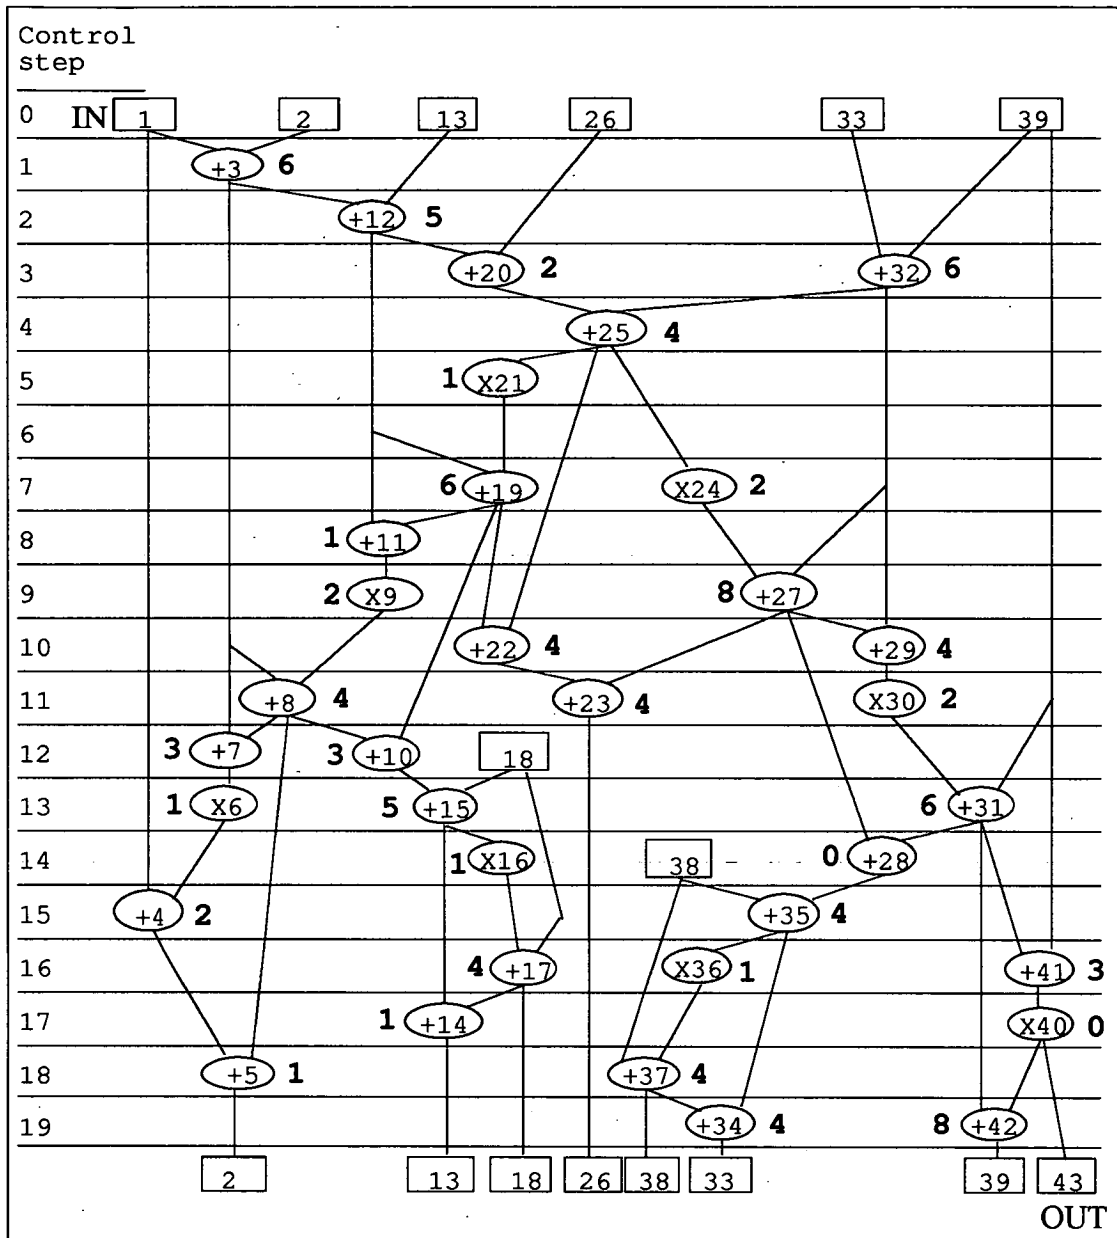 Control
step
0 IN 1 2 13 26 33 39
1 +3 6
2 +12 5
3 +20 2 +32 6
4 +25 4
5 1 X21
6
7 6 +19 X24 2
8 1 +11
9 2 X9 8 +27
10 +22 4 +29 4
11 +8 4 +23 4 X30 2
12 3 +7 3 +10 18
13 1 X6 5 +15 6 +31
14 1 X16 38 0 +28
15 +4 2 +35 4
16 4 +17 X36 1 +41 3
17 1 +14 X40 0
18 +5 1 +37 4
19 +34 4 8 +42
2 13 18 26 38 33 39 43
OUT